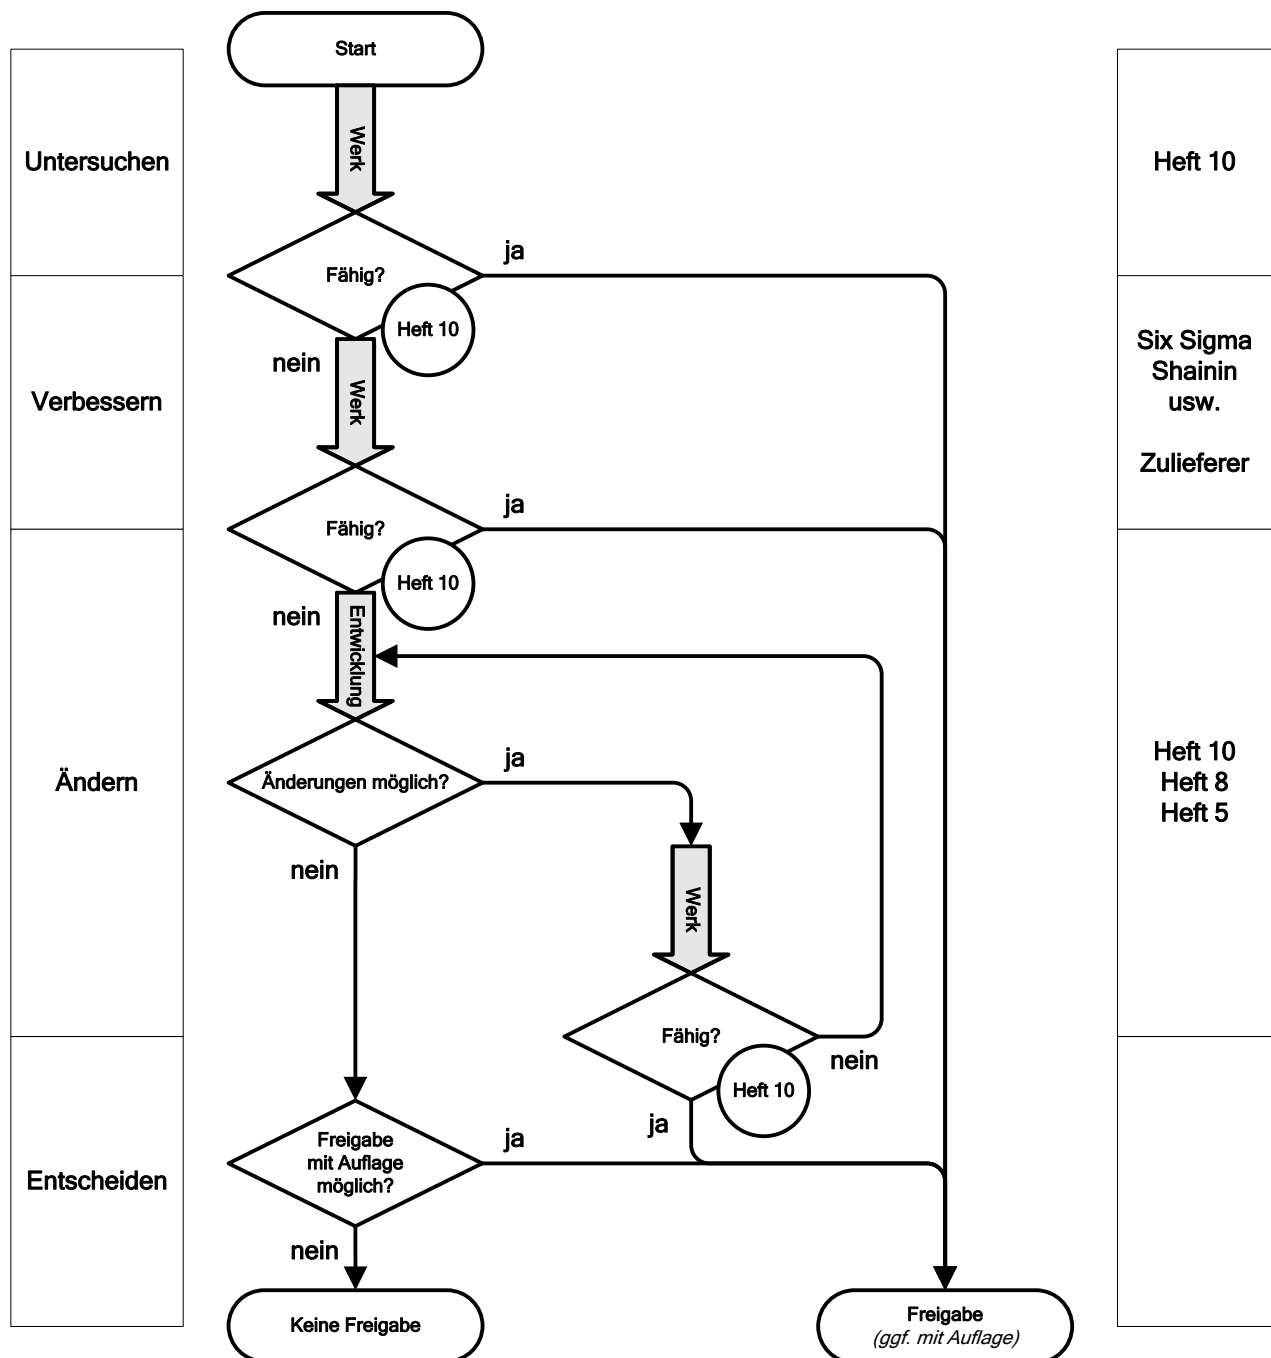 Start
Untersuchen
Werk
Heft 10
ja
Fähig?
Heft 10
nein
Verbessern
Werk
Six Sigma
Shainin
usw.
Zulieferer
ja
Fähig?
Heft 10
nein
Entwicklung
Ändern
ja
Änderungen möglich?
Heft 10
Heft 8
Heft 5
nein
Werk
Fähig?
nein
Heft 10
ja
Entscheiden
Freigabe
mit Auflage
möglich?
ja
nein
Keine Freigabe
Freigabe
(ggf. mit Auflage)